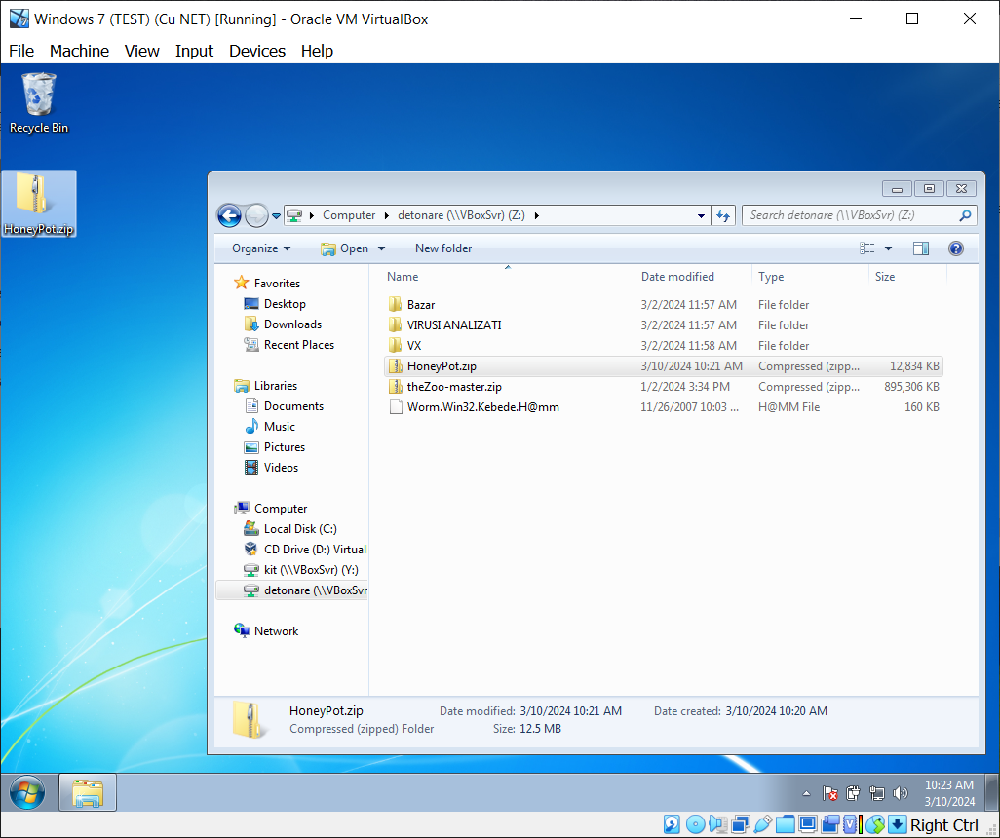 Windows 7 (TEST) (Cu NET) [Running] - Oracle VM VirtualBox
File Machine View Input Devices Help
Recycle Bin
HoneyPot.zip
Computer detonare (\\VBoxSvr) (Z:)
Search detonare (\\VBoxSvr) (Z:)
Organize Open New folder
Favorites
Desktop
Downloads
Recent Places
Libraries
Documents
Music
Pictures
Videos
Computer
Local Disk (C:)
CD Drive (D:) Virtual
kit (\\VBoxSvr) (Y:)
detonare (\\VBoxSvr
Network
Name Date modified Type Size
Bazar 3/2/2024 11:57 AM File folder
VIRUSI ANALIZATI 3/2/2024 11:57 AM File folder
VX 3/2/2024 11:58 AM File folder
HoneyPot.zip 3/10/2024 10:21 AM Compressed (zipp... 12,834 KB
theZoo-master.zip 1/2/2024 3:34 PM Compressed (zipp... 895,306 KB
Worm.Win32.Kebede.H@mm 11/26/2007 10:03 ... H@MM File 160 KB
HoneyPot.zip Date modified: 3/10/2024 10:21 AM Date created: 3/10/2024 10:20 AM
Compressed (zipped) Folder Size: 12.5 MB
10:23 AM
3/10/2024
Right Ctrl